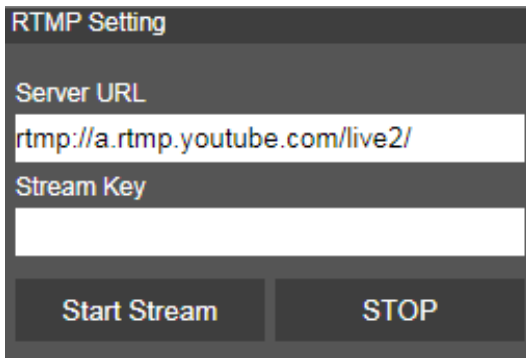 RTMP Setting
Server URL
rtmp://a.rtmp.youtube.com/live2/
Stream Key
Start Stream STOP